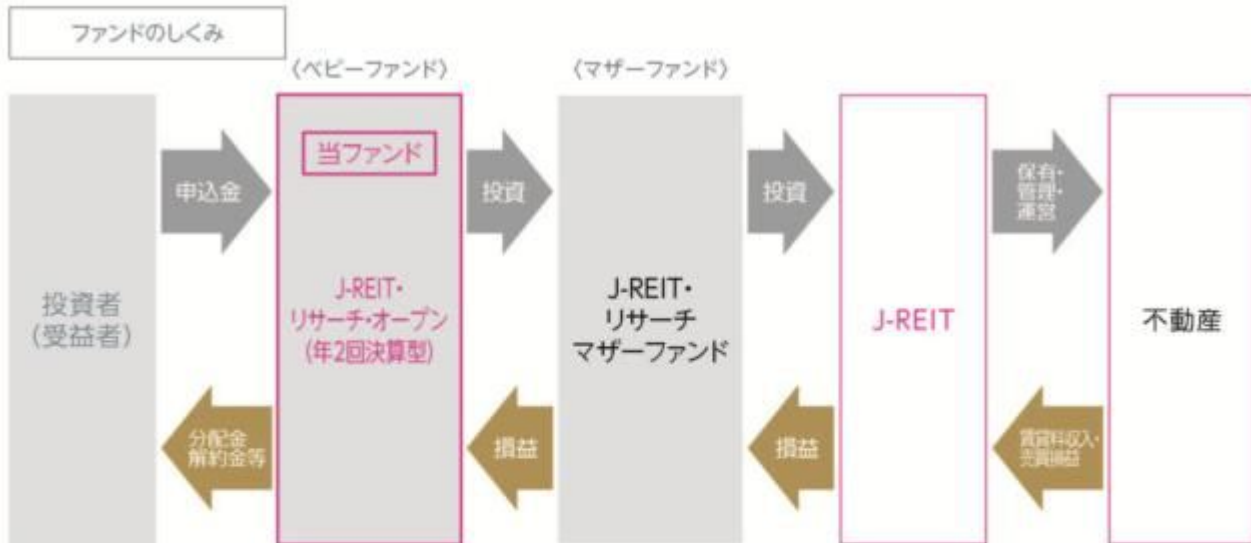 ファンドのしくみ
〈ベビーファンド〉
〈マザーファンド〉
投資者
(受益者)
申込金
分配金
解約金等
当ファンド
J-REIT・
リサーチ・オープン
(年2回決算型)
投資
損益
J-REIT・
リサーチ
マザーファンド
投資
損益
J-REIT
保有・
管理・
運営
賃貸料収入・
売買損益
不動産